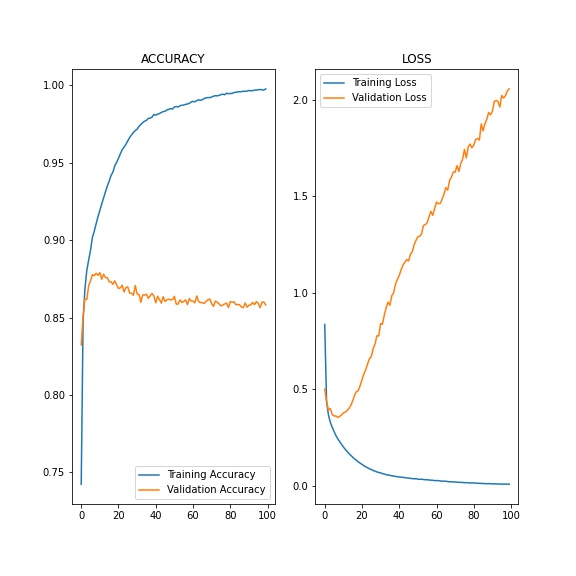 ACCURACY
1.00
0.95
0.90
0.85
0.80
0.75
0 20 40 60 80 100
Training Accuracy
Validation Accuracy
LOSS
Training Loss
Validation Loss
2.0
1.5
1.0
0.5
0.0
0 20 40 60 80 100